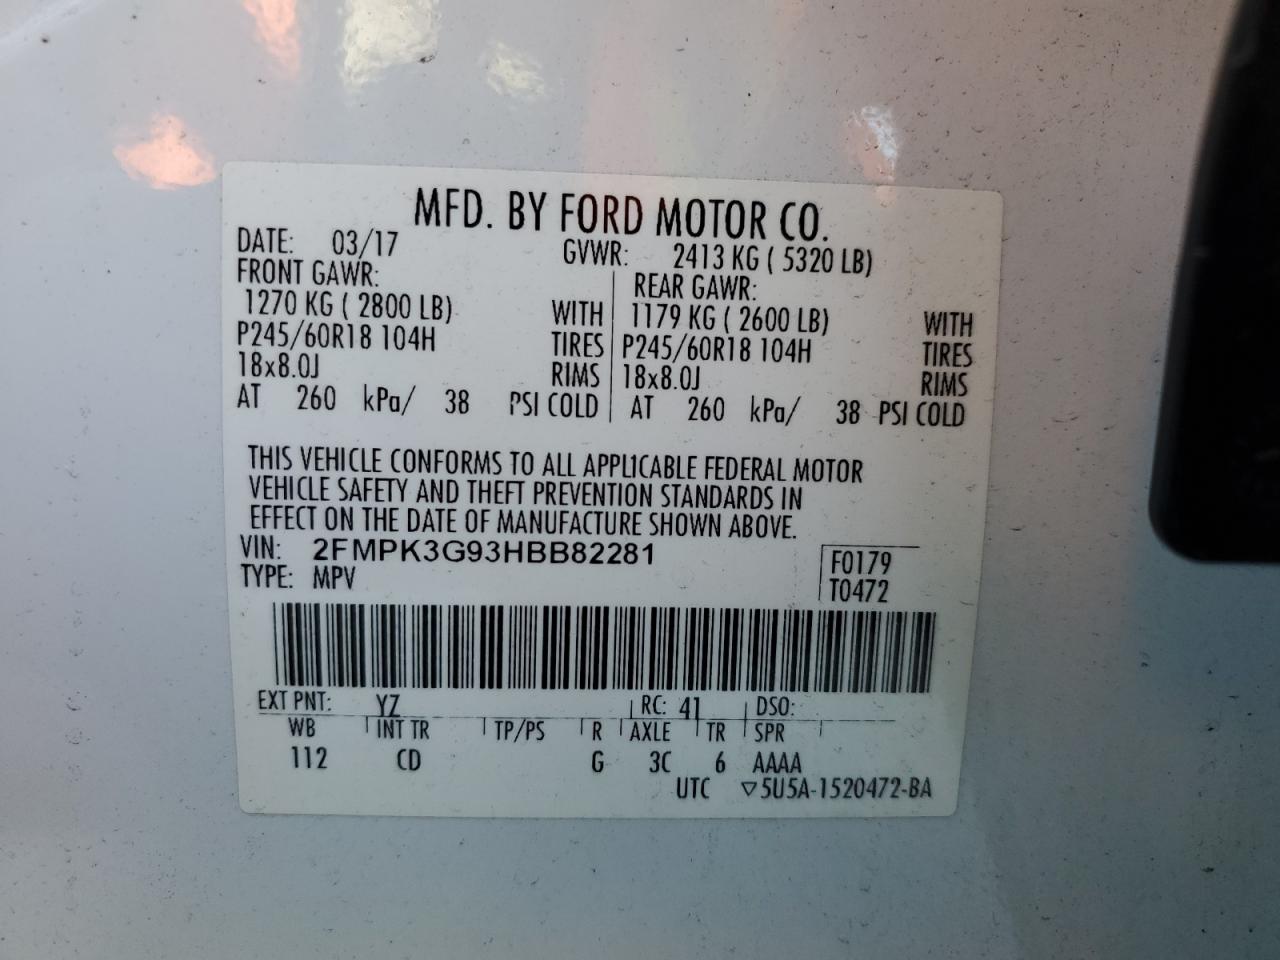 MFD. BY FORD MOTOR CO.
DATE: 03/17 GVWR: 2413 KG ( 5320 LB)
FRONT GAWR: REAR GAWR:
1270 KG ( 2800 LB) WITH 1179 KG ( 2600 LB) WITH
P245/60R18 104H TIRES P245/60R18 104H TIRES
18x8.0J RIMS 18x8.0J RIMS
AT 260 kPa/ 38 PSI COLD AT 260 kPa/ 38 PSI COLD
THIS VEHICLE CONFORMS TO ALL APPLICABLE FEDERAL MOTOR
VEHICLE SAFETY AND THEFT PREVENTION STANDARDS IN
EFFECT ON THE DATE OF MANUFACTURE SHOWN ABOVE.
VIN: 2FMPK3G93HBB82281 F0179
TYPE: MPV T0472
EXT PNT: YZ RC: 41 DSO:
WB INT TR TP/PS R AXLE TR SPR
112 CD G 3C 6 AAAA
UTC ▽5U5A-1520472-BA